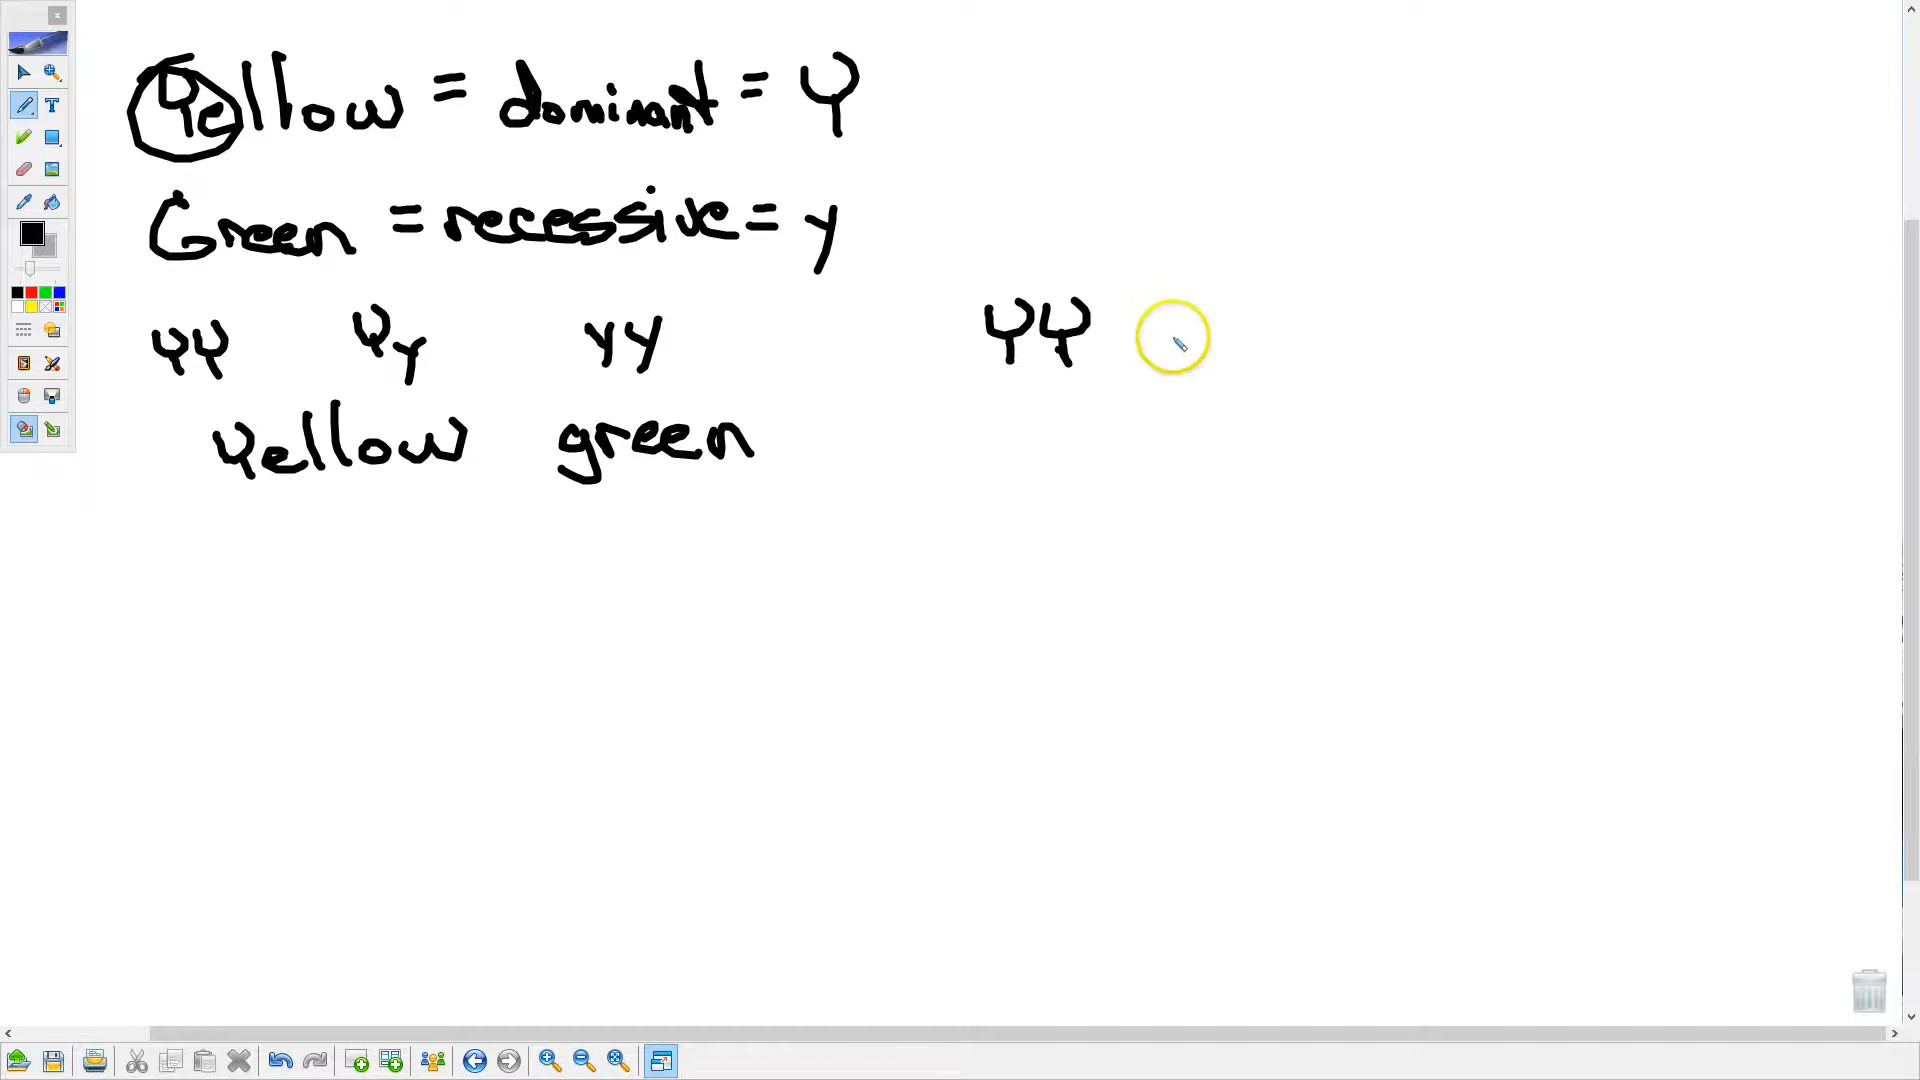 Yellow = dominant = Y
Green = recessive = y
YY Yy yy YY
Yellow green